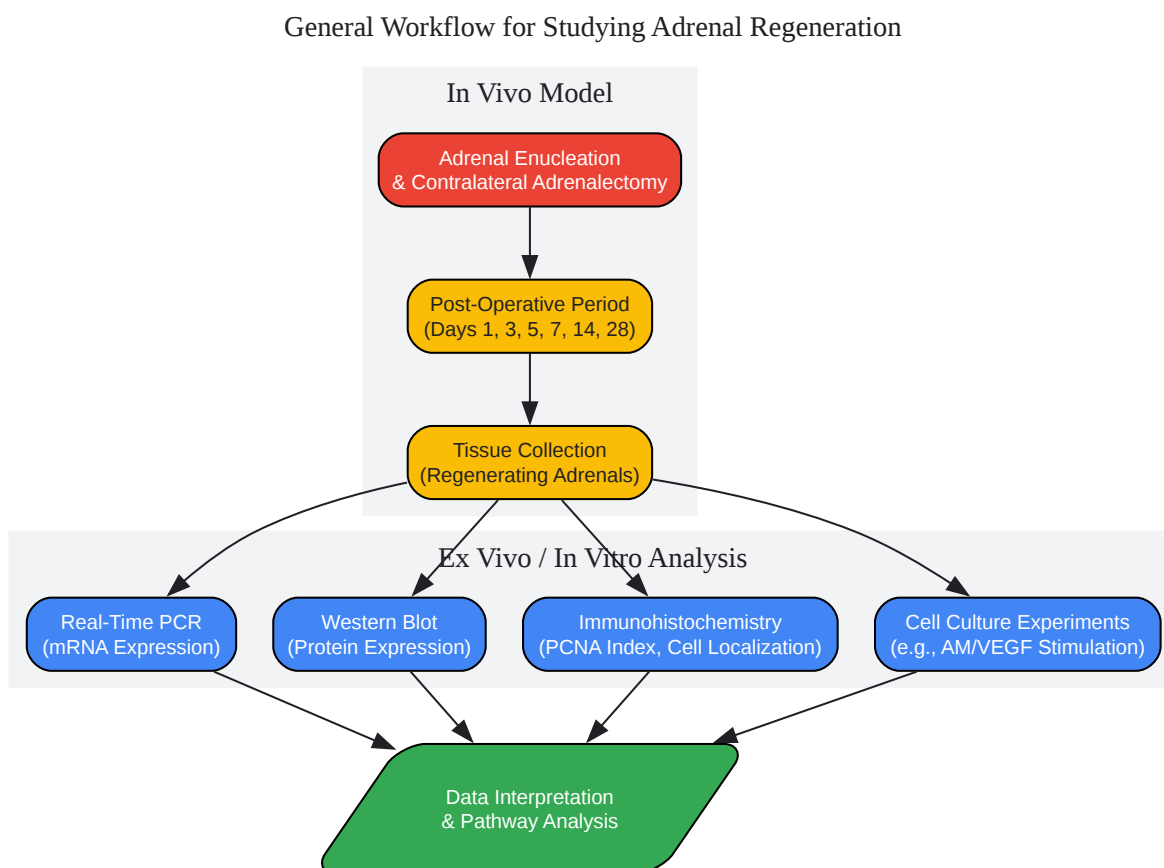 General Workflow for Studying Adrenal Regeneration
In Vivo Model
Adrenal Enucleation
& Contralateral Adrenalectomy
Post-Operative Period
(Days 1, 3, 5, 7, 14, 28)
Tissue Collection
(Regenerating Adrenals)
Ex Vivo / In Vitro Analysis
Real-Time PCR
(mRNA Expression)
Western Blot
(Protein Expression)
Immunohistochemistry
(PCNA Index, Cell Localization)
Cell Culture Experiments
(e.g., AM/VEGF Stimulation)
Data Interpretation
& Pathway Analysis